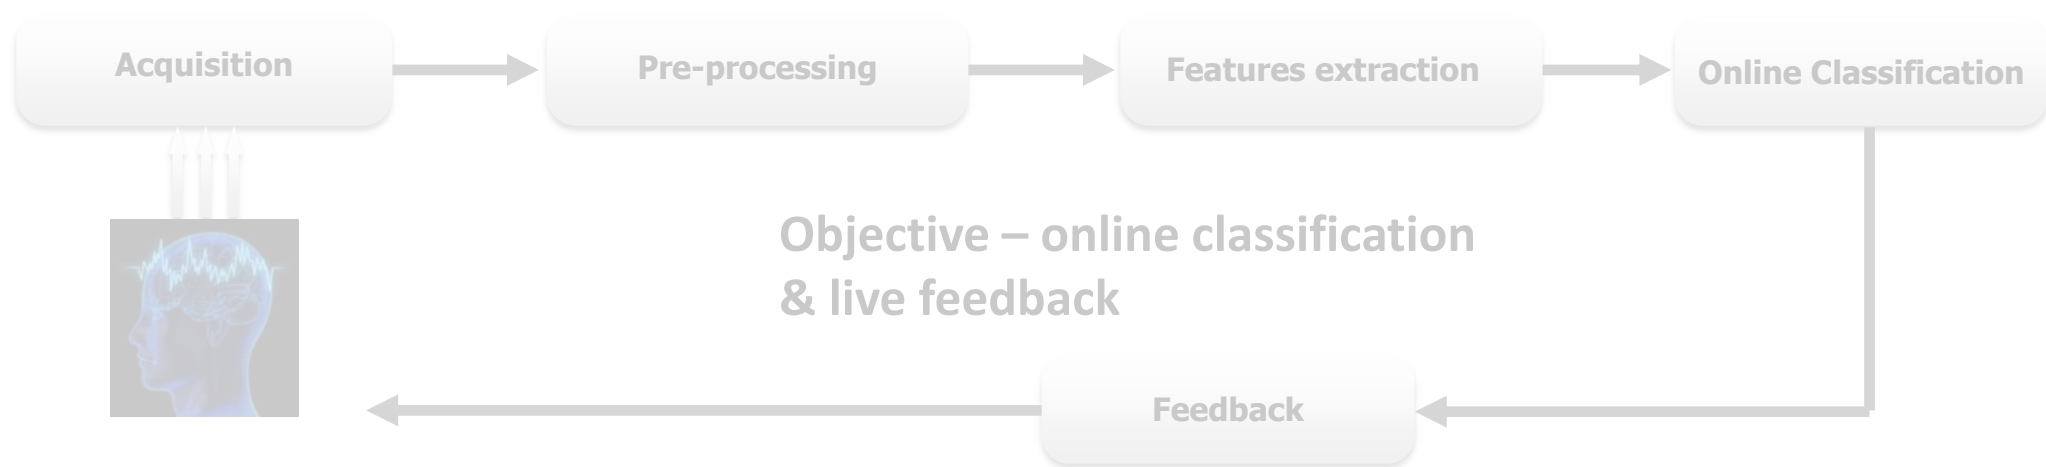 Acquisition
Pre-processing
Features extraction
Online Classification
Objective – online classification
& live feedback
Feedback